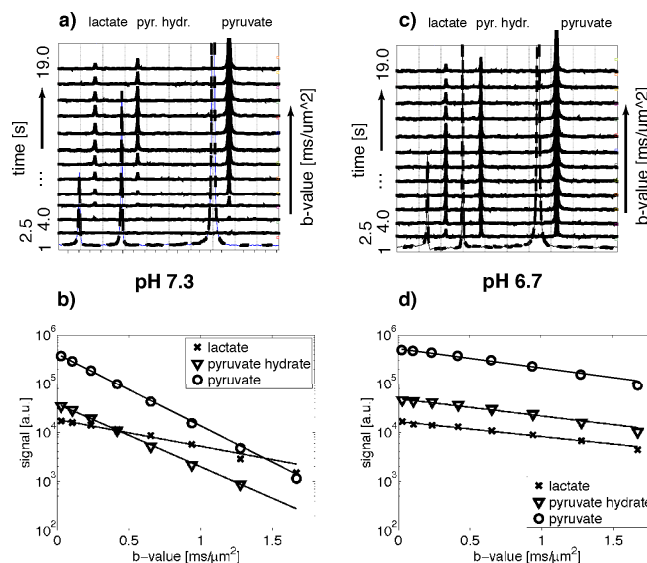 a)
lactate pyr. hydr. pyruvate
time [s]
1 2.5 4.0 ... 19.0
b-value [ms/um^2]
c)
lactate pyr. hydr. pyruvate
time [s]
1 2.5 4.0 ... 19.0
b-value [ms/um^2]
pH 7.3
pH 6.7
b)
signal [a.u.]
10^6
10^5
10^4
10^3
10^2
lactate
pyruvate hydrate
pyruvate
0 0.5 1 1.5
b-value [ms/μm²]
d)
signal [a.u.]
10^6
10^5
10^4
10^3
10^2
lactate
pyruvate hydrate
pyruvate
0 0.5 1 1.5
b-value [ms/μm²]